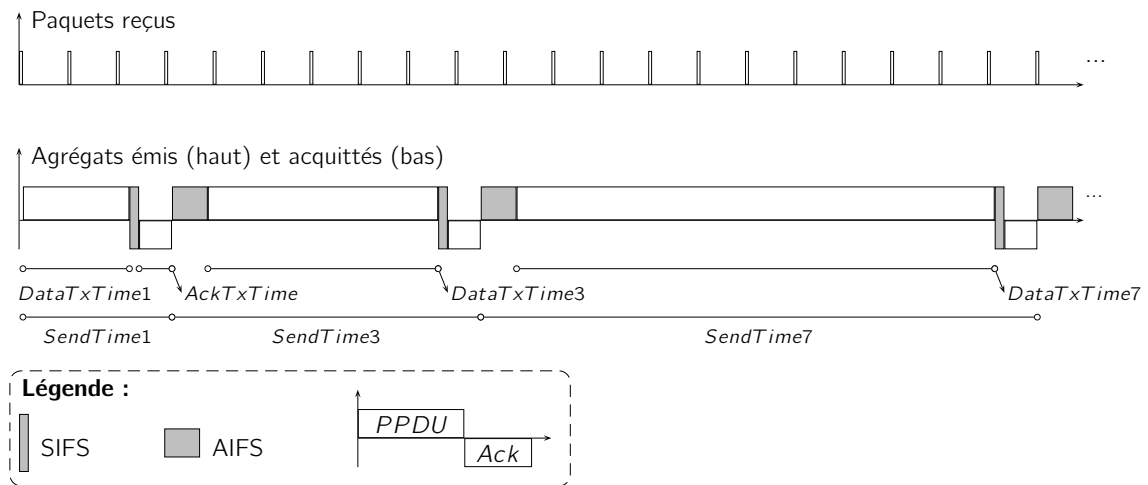 Paquets reçus
...
Agrégats émis (haut) et acquittés (bas)
...
DataTxTime1 AckTxTime DataTxTime3 DataTxTime7
SendTime1 SendTime3 SendTime7
Légende :
SIFS AIFS PPDU
Ack